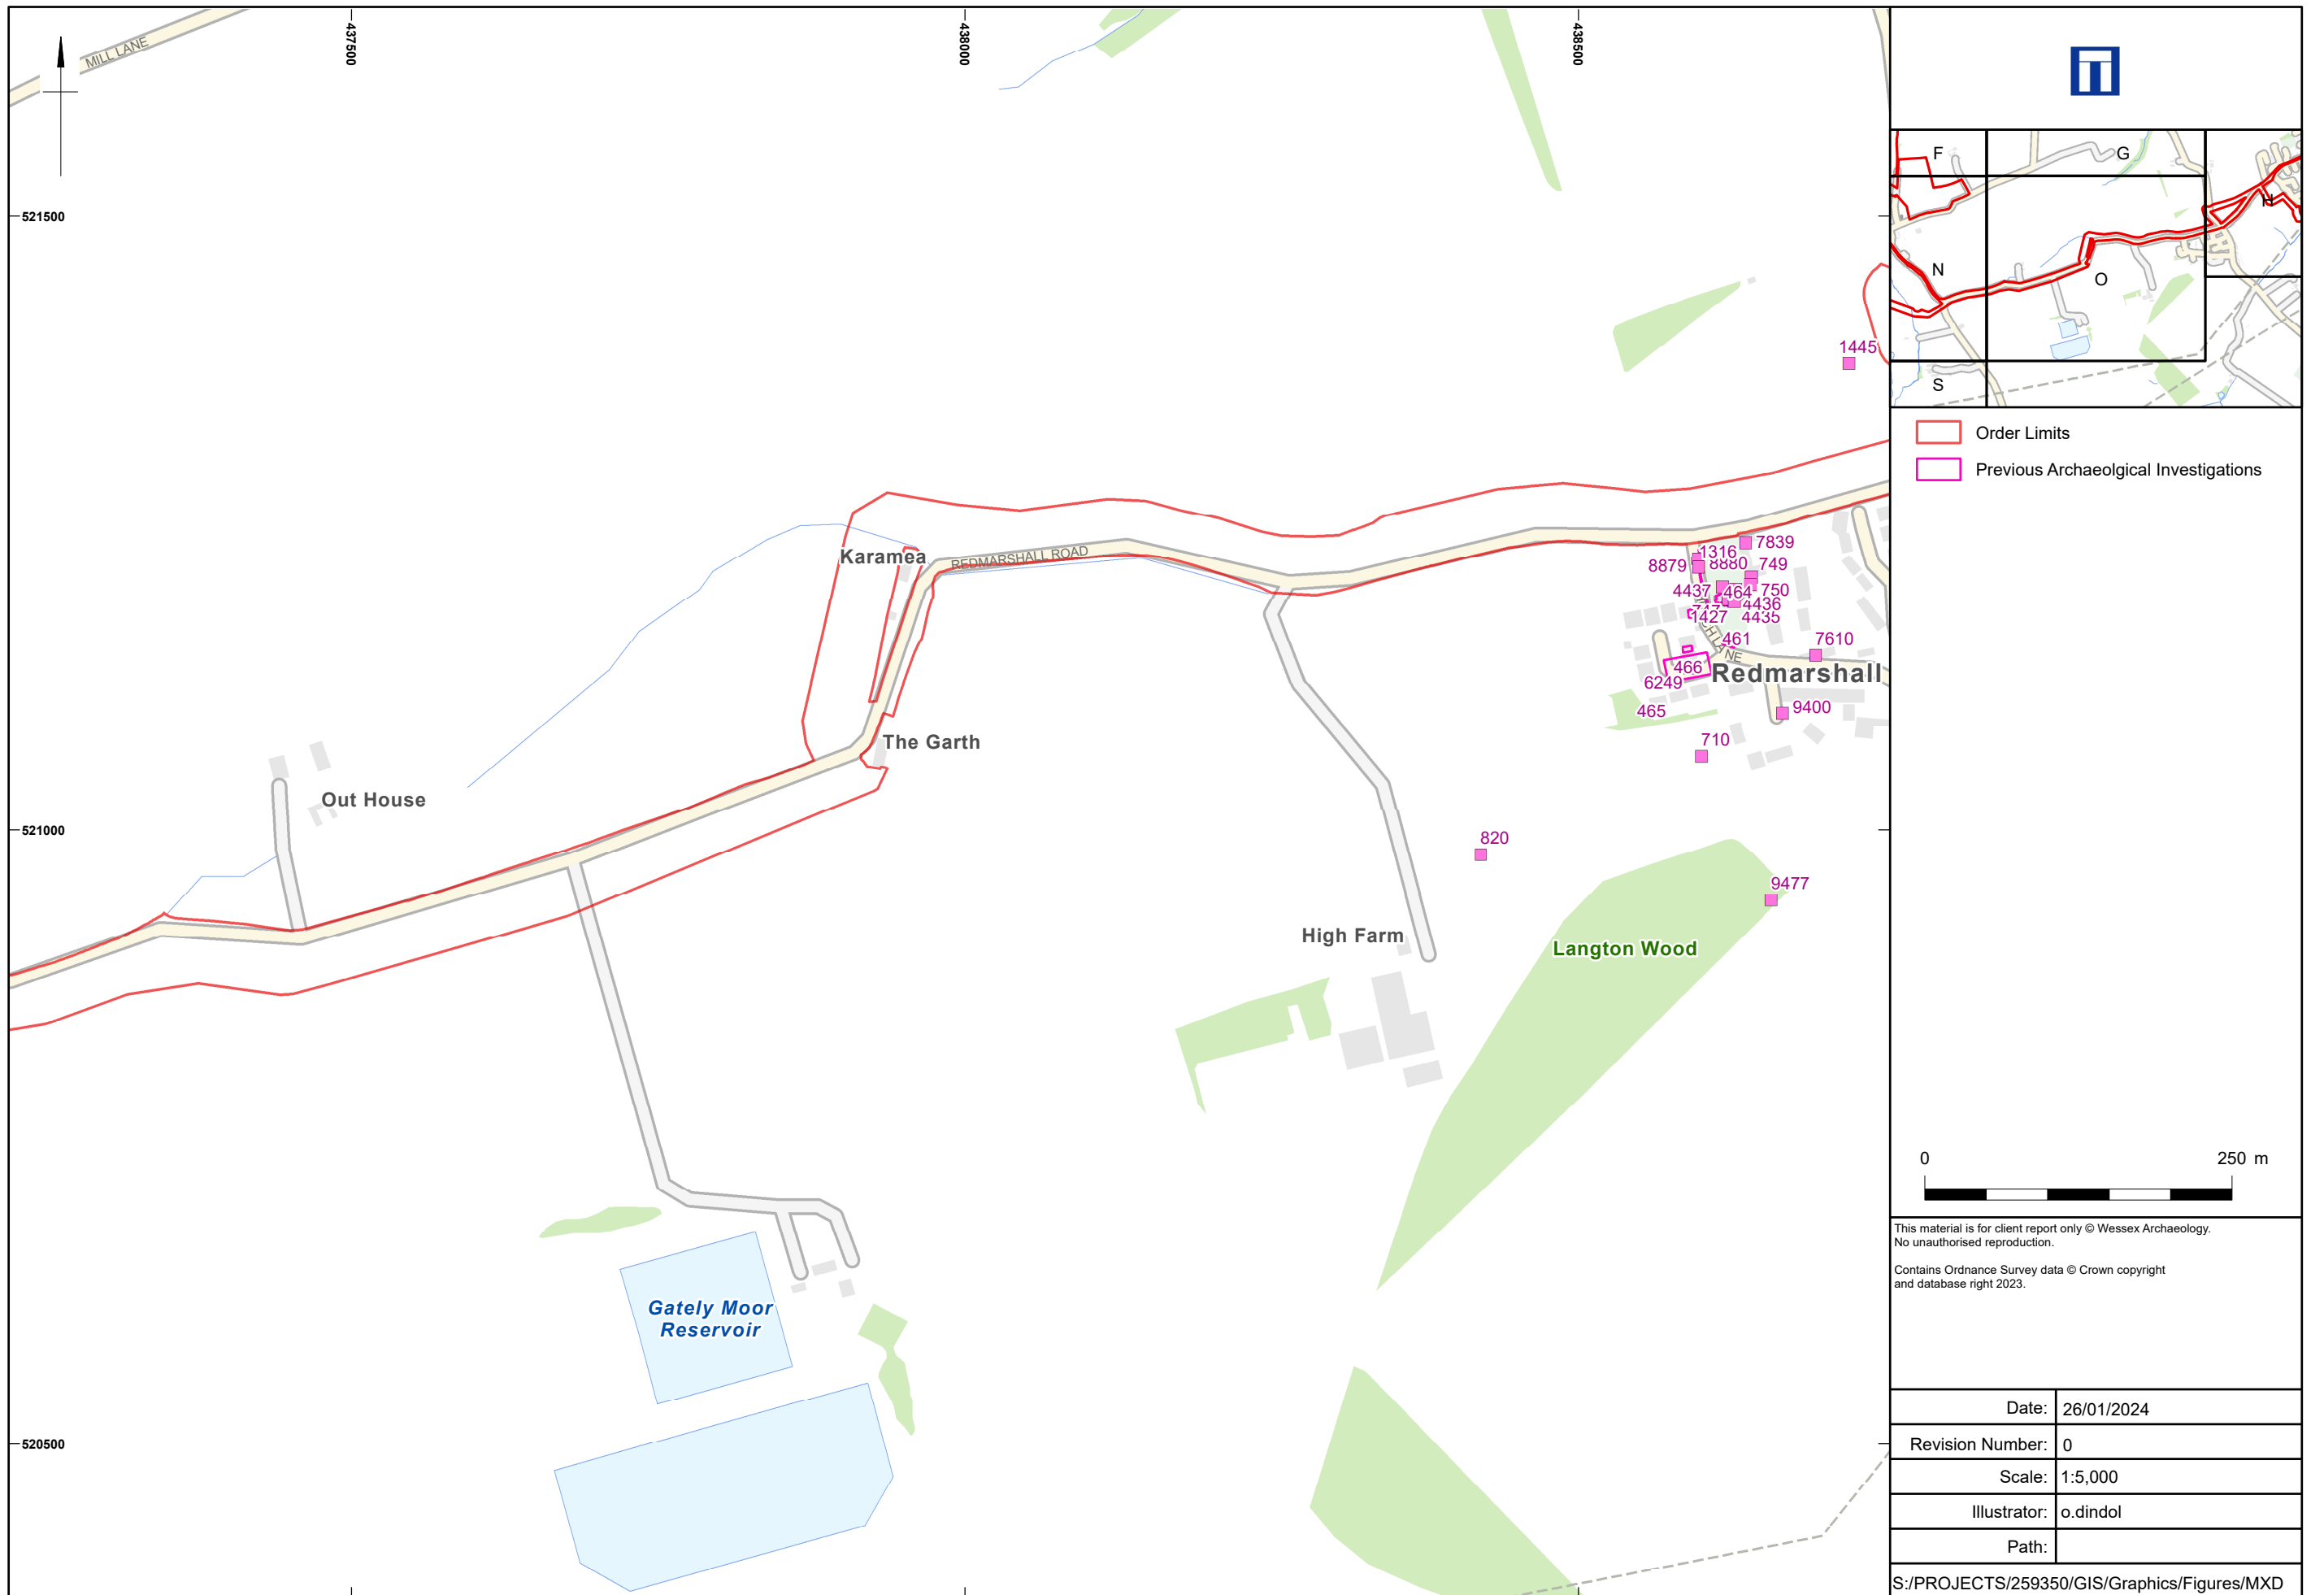 MILL LANE
437500
438000
438500
521500
521000
520500
1445
Karamea
REDMARSHALL ROAD
7839
1316
8879
8880
749
4437
464
750
747
4436
1427
4435
461
7610
NE
466
Redmarshall
6249
465
9400
The Garth
710
Out House
820
9477
High Farm
Langton Wood
Gately Moor
Reservoir
F
G
H
N
O
S
Order Limits
Previous Archaeolgical Investigations
0 250 m
This material is for client report only © Wessex Archaeology.
No unauthorised reproduction.
Contains Ordnance Survey data © Crown copyright
and database right 2023.
Date: 26/01/2024
Revision Number: 0
Scale: 1:5,000
Illustrator: o.dindol
Path:
S:/PROJECTS/259350/GIS/Graphics/Figures/MXD